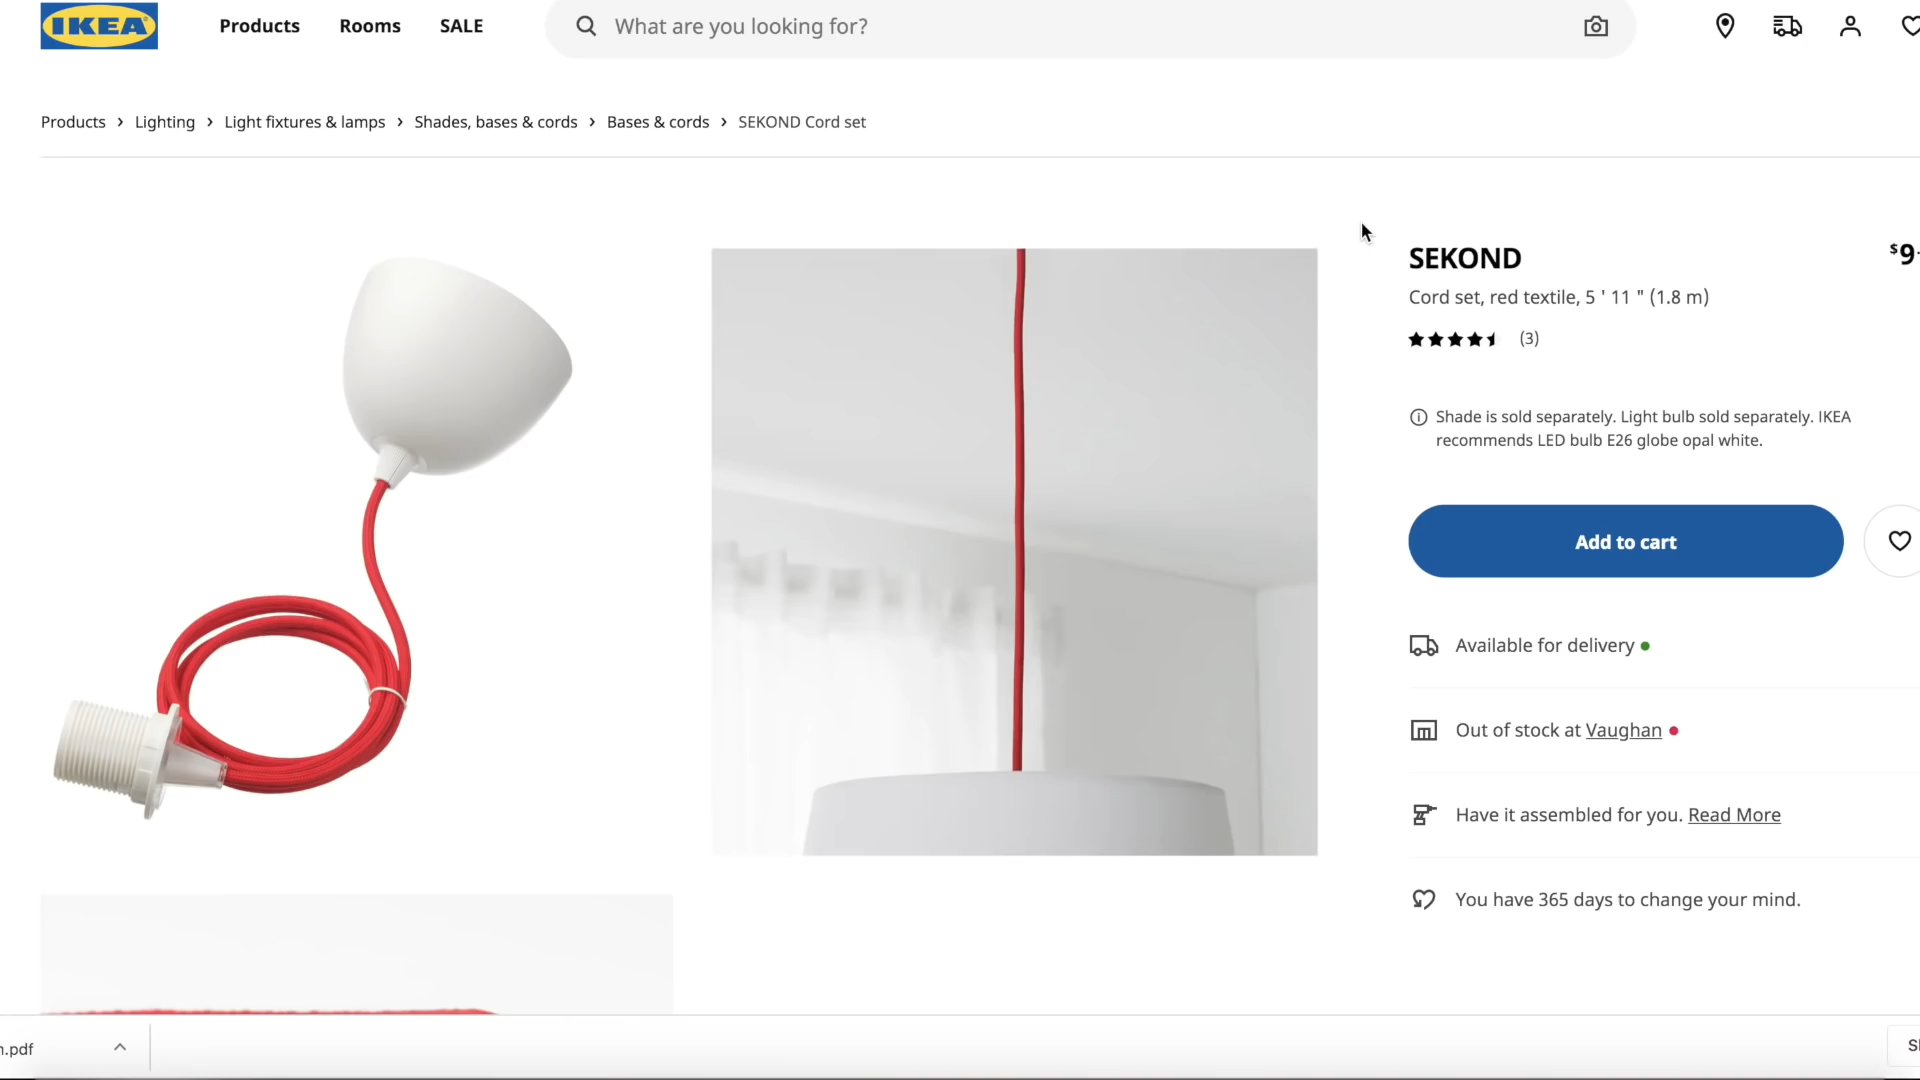 IKEA
Products Rooms SALE
What are you looking for?
Products > Lighting > Light fixtures & lamps > Shades, bases & cords > Bases & cords > SEKOND Cord set
SEKOND
$9.
Cord set, red textile, 5 ' 11 " (1.8 m)
(3)
Shade is sold separately. Light bulb sold separately. IKEA
recommends LED bulb E26 globe opal white.
Add to cart
Available for delivery
Out of stock at Vaughan
Have it assembled for you. Read More
You have 365 days to change your mind.
.pdf